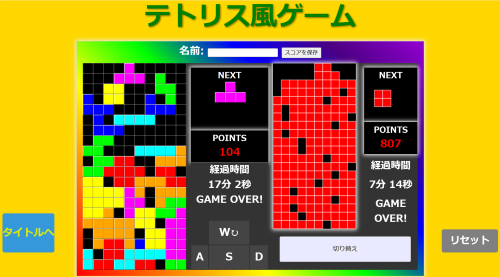 テトリス風ゲーム
名前:
スコアを保存
NEXT
POINTS
104
経過時間
17分 2秒
GAME OVER!
W↻
A S D
NEXT
POINTS
807
経過時間
7分 14秒
GAME
OVER!
切り替え
タイトルへ
リセット